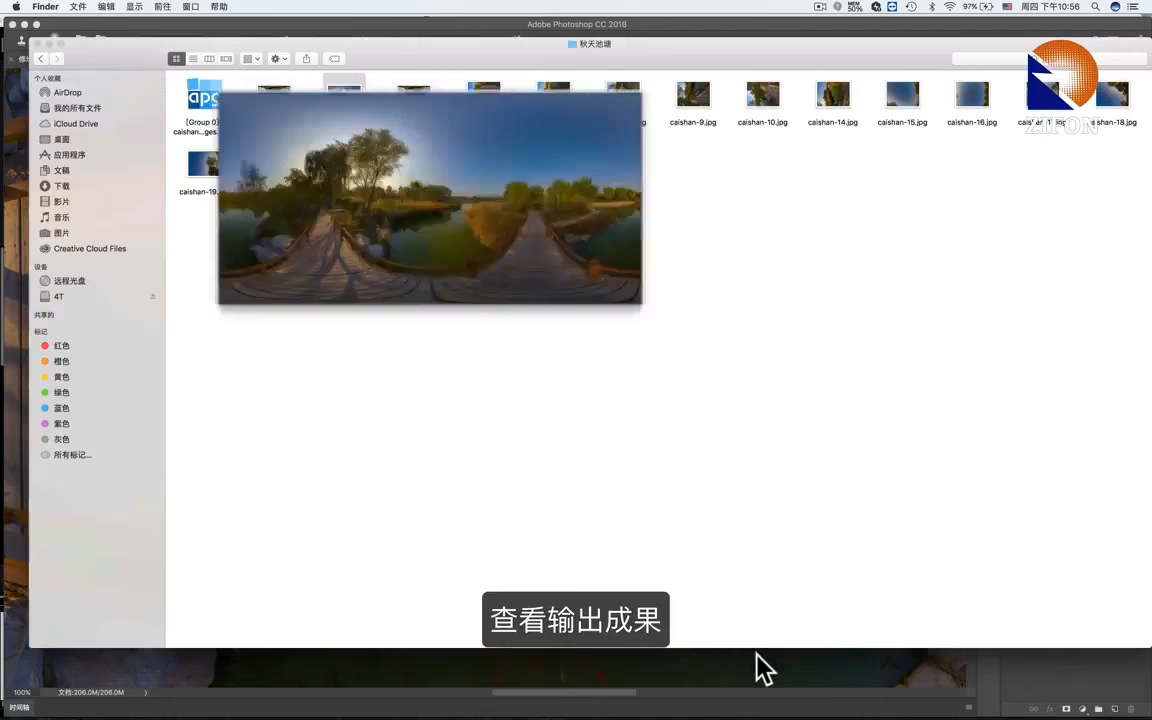 Finder 文件 编辑 显示 前往 窗口 帮助
MEM 50% 97% 周四 下午10:56
Adobe Photoshop CC 2018
秋天池塘
个人收藏
AirDrop
我的所有文件
iCloud Drive
桌面
应用程序
文稿
下载
影片
音乐
图片
Creative Cloud Files
设备
远程光盘
4T
共享的
标记
红色
橙色
黄色
绿色
蓝色
紫色
灰色
所有标记...
[Group 0]
caishan...ges.
caishan-9.jpg
caishan-10.jpg
caishan-14.jpg
caishan-15.jpg
caishan-16.jpg
caishan-19.
ZIFON
查看输出成果
100% 文档:206.0M/206.0M
时间轴